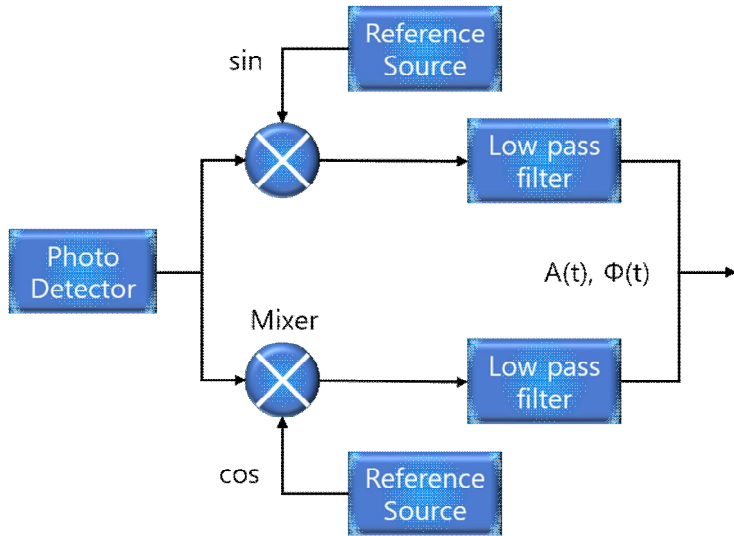 Reference
Source
sin
Low pass
filter
Photo
Detector
A(t), Φ(t)
Mixer
Low pass
filter
cos
Reference
Source